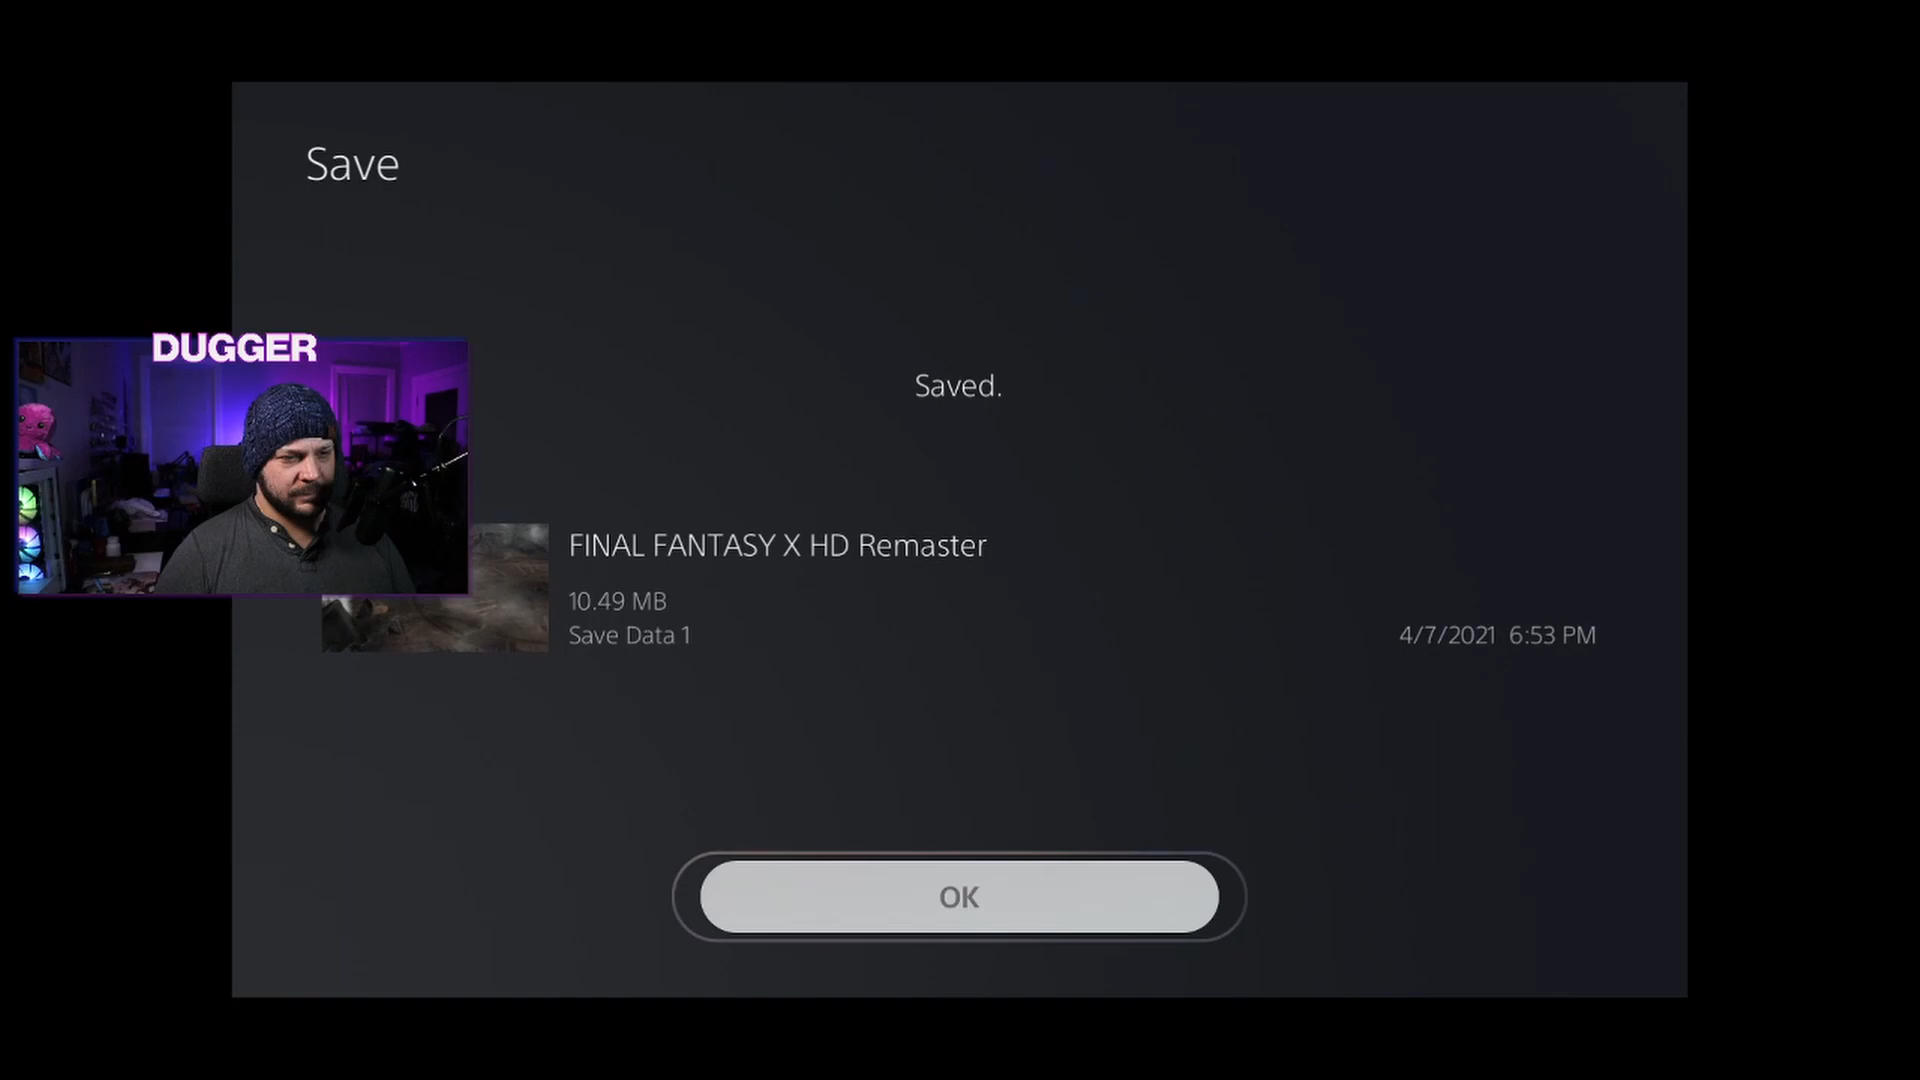 Save
DUGGER
Saved.
FINAL FANTASY X HD Remaster
10.49 MB
Save Data 1
4/7/2021 6:53 PM
OK